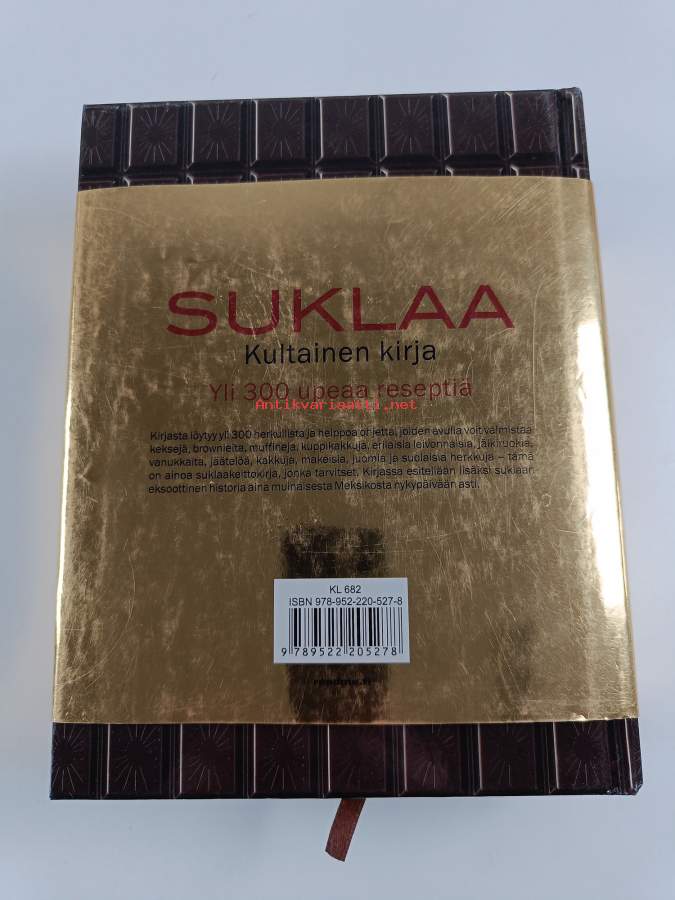 SUKLAA
Kultainen kirja
Yli 300 upeaa reseptiä
Antikvariaatti.net
Kirjasta löytyy yli 300 herkullista ja helppoa ohjetta, joiden avulla voit valmistaa
keksejä, brownieita, muffineja, kuppikakkuja, erilaisia leivonnaisia, jälkiruokia,
vanukkaita, jäätelöä, kakkuja, makeisia, juomia ja suolaisia herkkuja – tämä
on ainoa suklaakeittokirja, jonka tarvitset. Kirjassa esitellään lisäksi suklaan
eksoottinen historia aina muinaisesta Meksikosta nykypäivään asti.
KL 682
ISBN 978-952-220-527-8
9 789522 205278
readme.fi